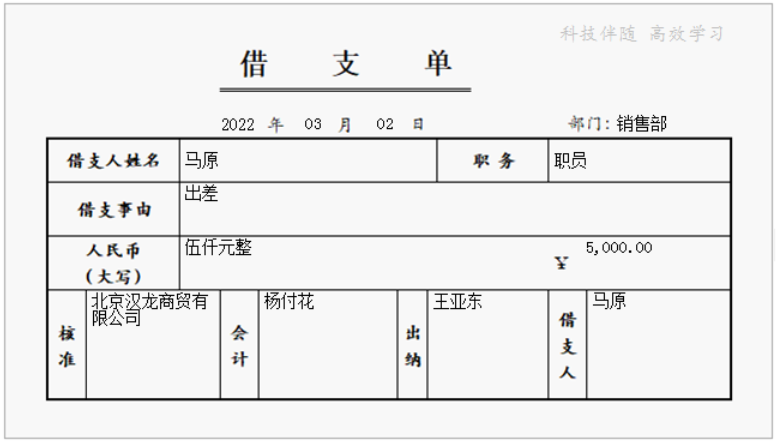 科技伴随 高效学习
借 支 单
2022 年 03 月 02 日 部门: 销售部
借支人姓名 马原 职务 职员
借支事由 出差
人民币 伍仟元整 ¥ 5,000.00
(大写)
核准 北京汉龙商贸有
限公司
会计 杨付花
出纳 王亚东
借支人 马原